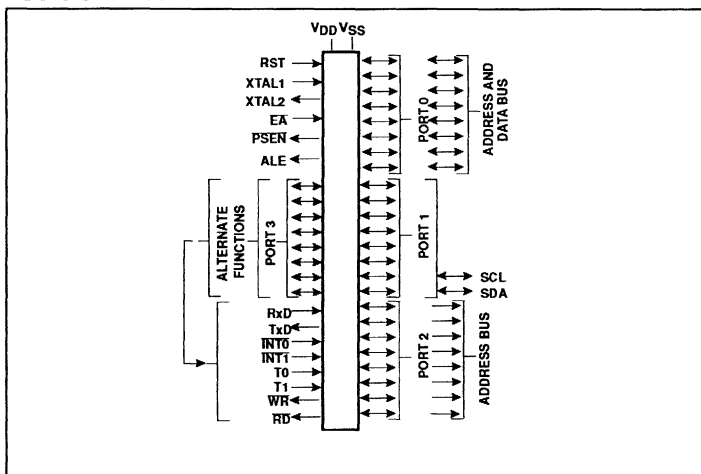 VDD VSS
RST
XTAL1
XTAL2
EA
PSEN
ALE
PORT 0
ADDRESS AND
DATA BUS
ALTERNATE
FUNCTIONS
PORT 3
PORT 1
SCL
SDA
RxD
TxD
INT0
INT1
T0
T1
WR
RD
PORT 2
ADDRESS BUS